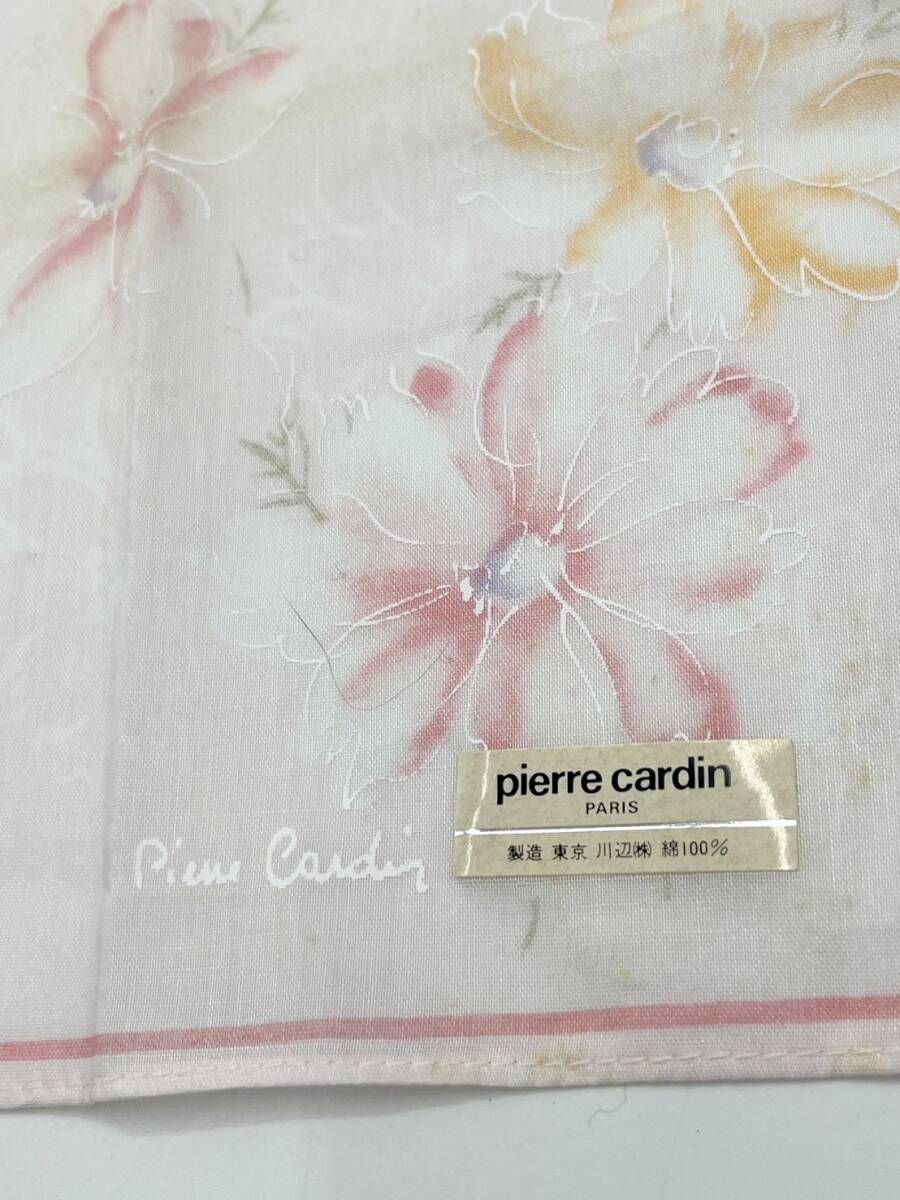 pierre cardin
PARIS
製造 東京 川辺㈱ 綿100%
Pierre Cardin